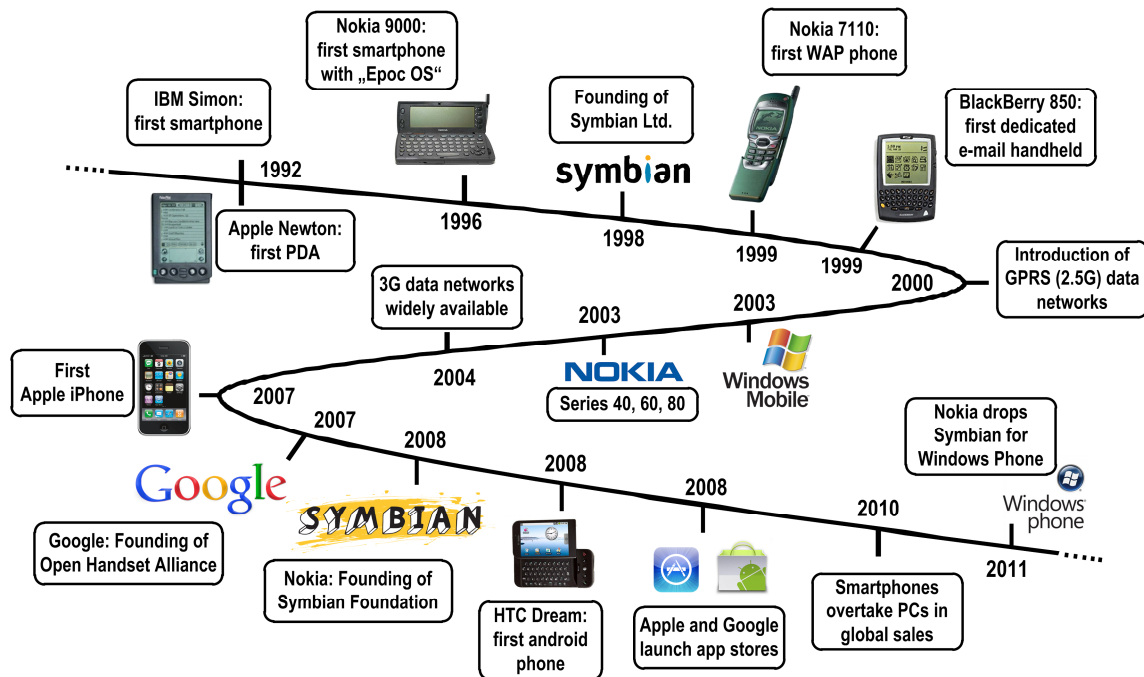 Nokia 9000:
first smartphone
with „Epoc OS“
Nokia 7110:
first WAP phone
IBM Simon:
first smartphone
Founding of
Symbian Ltd.
BlackBerry 850:
first dedicated
e-mail handheld
symbian
NOKIA
1992
1996
1998
1999
1999
Apple Newton:
first PDA
2000
Introduction of
GPRS (2.5G) data
networks
3G data networks
widely available
2003
2003
2004
NOKIA
Series 40, 60, 80
Windows
Mobile
First
Apple iPhone
2007
2007
2008
2008
2008
2010
2011
Nokia drops
Symbian for
Windows Phone
Windows
phone
Google
SYMBIAN
Google: Founding of
Open Handset Alliance
Nokia: Founding of
Symbian Foundation
HTC Dream:
first android
phone
Apple and Google
launch app stores
Smartphones
overtake PCs in
global sales